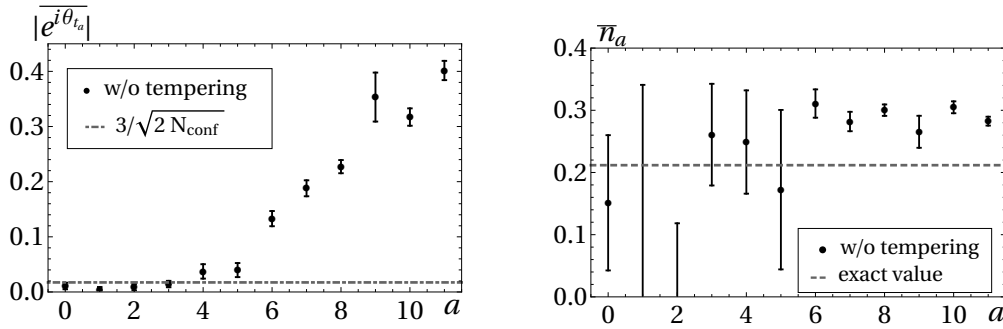 |e^{iθ_{t_a}}|
0.4
0.3
0.2
0.1
0.0
w/o tempering
3/√2 N_conf
0 2 4 6 8 10 a
n̅_a
0.4
0.3
0.2
0.1
0.0
w/o tempering
exact value
0 2 4 6 8 10 a